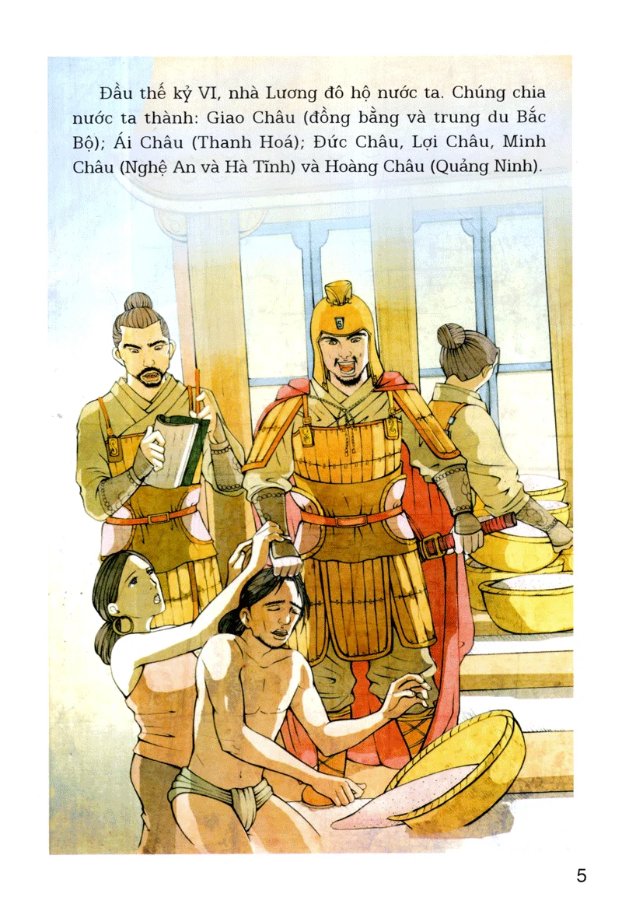 Đầu thế kỷ VI, nhà Lương đô hộ nước ta. Chúng chia
nước ta thành: Giao Châu (đồng bằng và trung du Bắc
Bộ); Ái Châu (Thanh Hoá); Đức Châu, Lợi Châu, Minh
Châu (Nghệ An và Hà Tĩnh) và Hoàng Châu (Quảng Ninh).
5